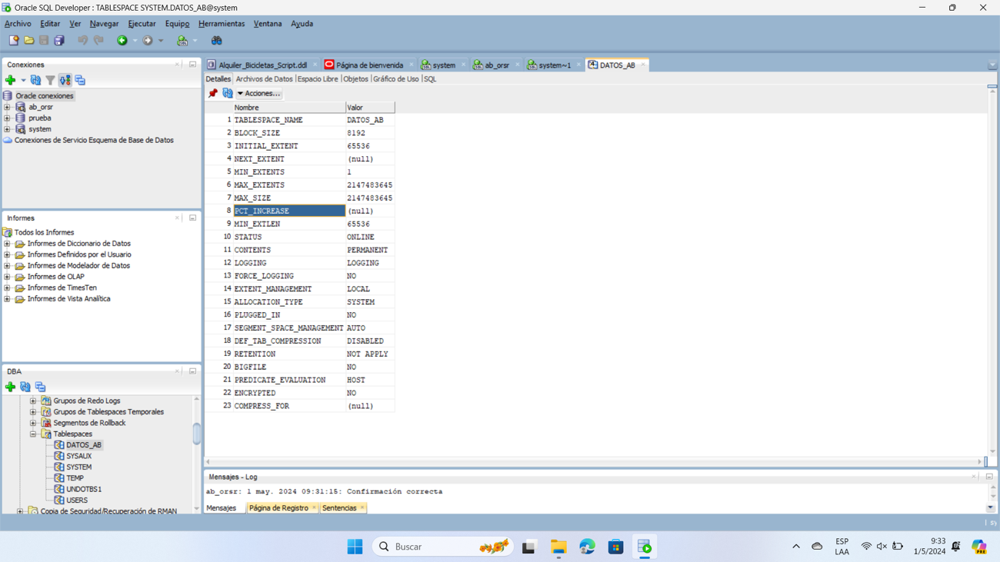 Oracle SQL Developer : TABLESPACE SYSTEM.DATOS_AB@system
Archivo Editar Ver Navegar Ejecutar Equipo Herramientas Ventana Ayuda
Conexiones
Oracle conexiones
ab_orsr
prueba
system
Conexiones de Servicio Esquema de Base de Datos
Informes
Todos los Informes
Informes de Diccionario de Datos
Informes Definidos por el Usuario
Informes de Modelador de Datos
Informes de OLAP
Informes de TimesTen
Informes de Vista Analítica
DBA
Grupos de Redo Logs
Grupos de Tablespaces Temporales
Segmentos de Rollback
Tablespaces
DATOS_AB
SYSAUX
SYSTEM
TEMP
UNDOTBS1
USERS
Copia de Seguridad/Recuperación de RMAN
Alquiler_Bicicletas_Script.ddl Página de bienvenida system ab_orsr system~1 DATOS_AB
Detalles Archivos de Datos Espacio Libre Objetos Gráfico de Uso SQL
Acciones...
Nombre Valor
1 TABLESPACE_NAME DATOS_AB
2 BLOCK_SIZE 8192
3 INITIAL_EXTENT 65536
4 NEXT_EXTENT (null)
5 MIN_EXTENTS 1
6 MAX_EXTENTS 2147483645
7 MAX_SIZE 2147483645
8 PCT_INCREASE (null)
9 MIN_EXTLEN 65536
10 STATUS ONLINE
11 CONTENTS PERMANENT
12 LOGGING LOGGING
13 FORCE_LOGGING NO
14 EXTENT_MANAGEMENT LOCAL
15 ALLOCATION_TYPE SYSTEM
16 PLUGGED_IN NO
17 SEGMENT_SPACE_MANAGEMENT AUTO
18 DEF_TAB_COMPRESSION DISABLED
19 RETENTION NOT APPLY
20 BIGFILE NO
21 PREDICATE_EVALUATION HOST
22 ENCRYPTED NO
23 COMPRESS_FOR (null)
Mensajes - Log
ab_orsr: 1 may. 2024 09:31:15: Confirmación correcta
Mensajes Página de Registro Sentencias
Buscar
ESP
LAA
9:33
1/5/2024
PRE